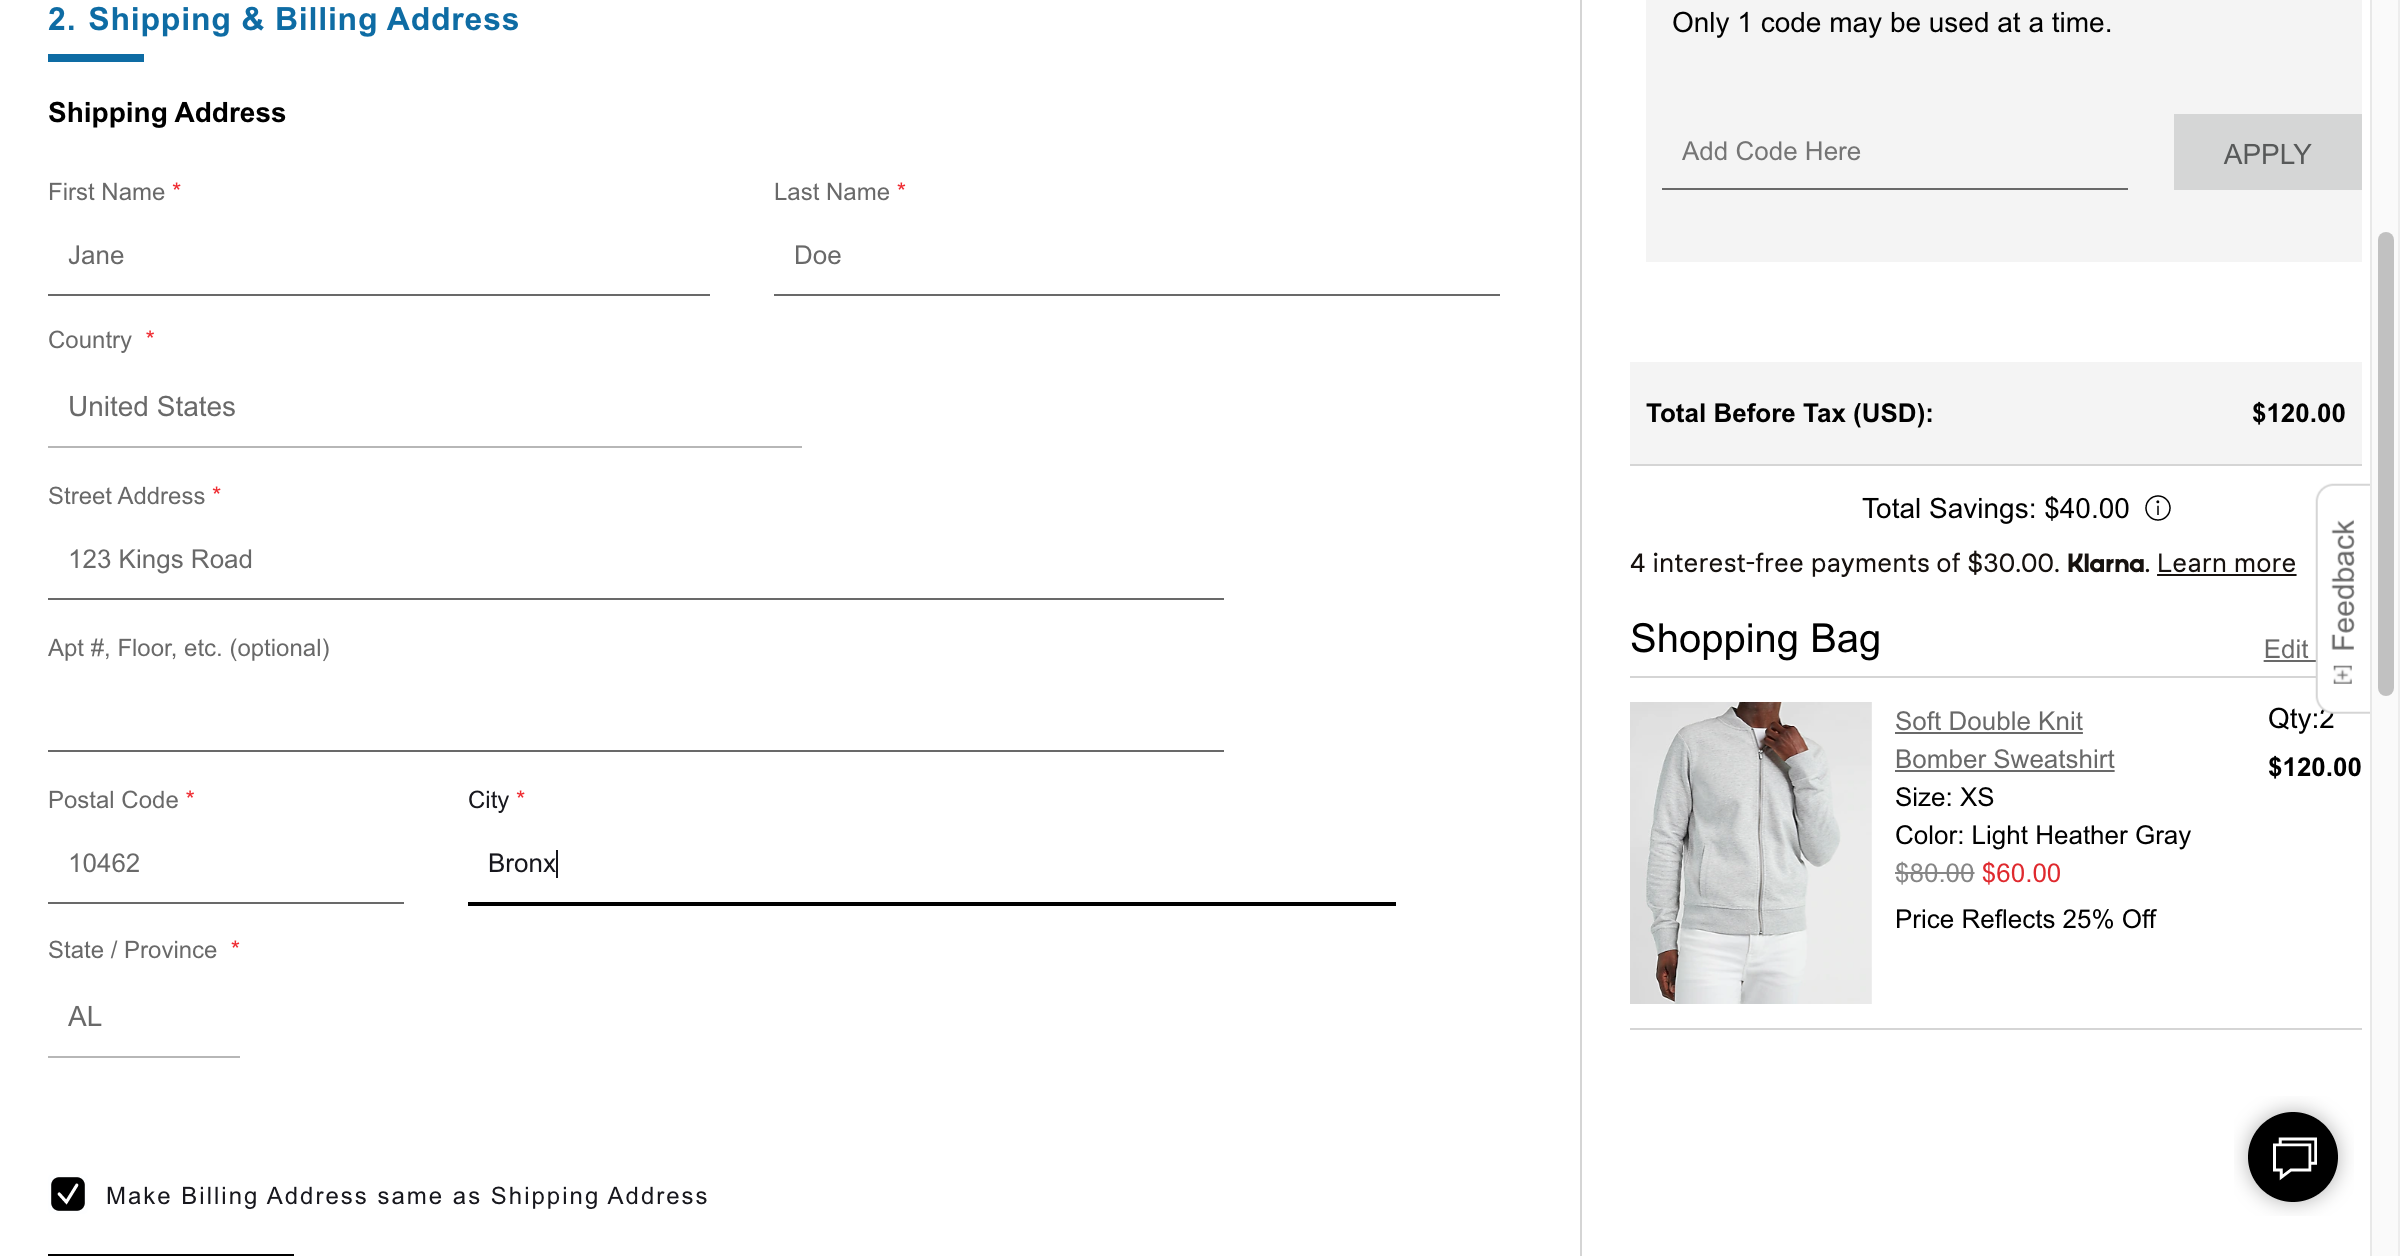 2. Shipping & Billing Address
Shipping Address
First Name *
Jane
Last Name *
Doe
Country *
United States
Street Address *
123 Kings Road
Apt #, Floor, etc. (optional)
Postal Code *
10462
City *
Bronx
State / Province *
AL
Make Billing Address same as Shipping Address
Only 1 code may be used at a time.
Add Code Here
APPLY
Total Before Tax (USD):
$120.00
Total Savings: $40.00
4 interest-free payments of $30.00. Klarna. Learn more
Shopping Bag
Edit
Soft Double Knit
Bomber Sweatshirt
Size: XS
Color: Light Heather Gray
$80.00 $60.00
Price Reflects 25% Off
Qty:2
$120.00
[+] Feedback